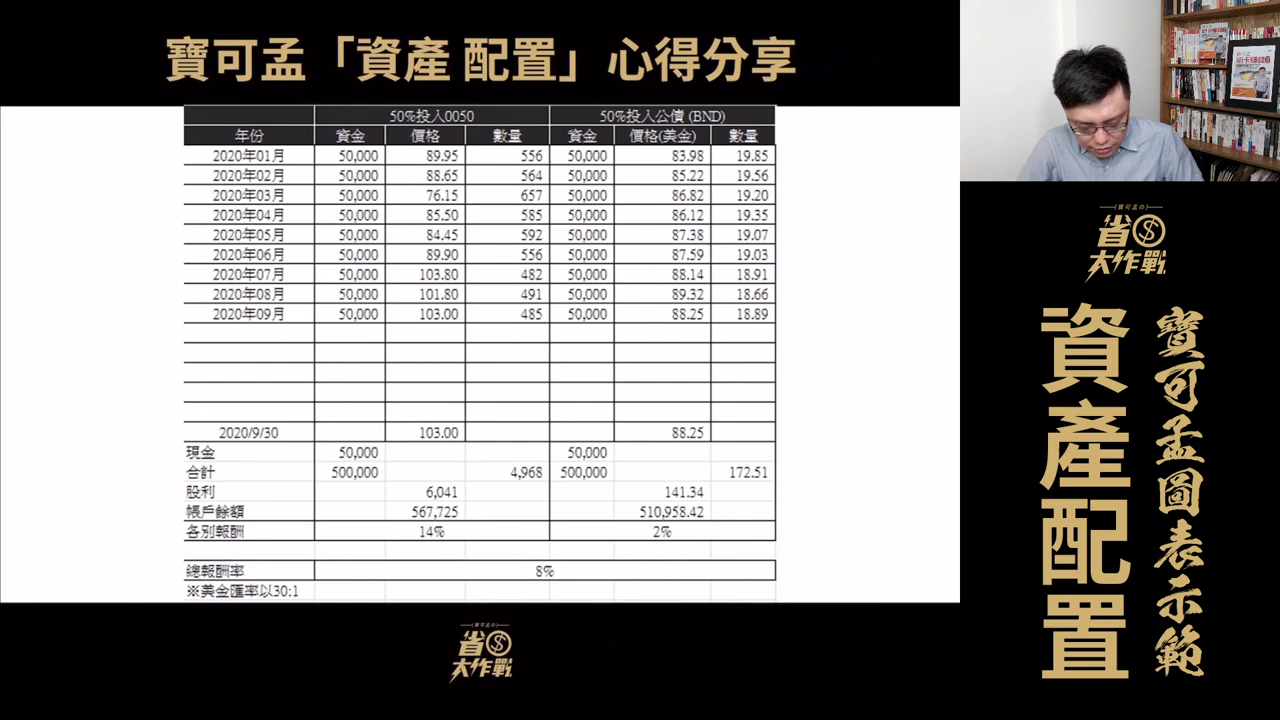 寶可孟「資產 配置」心得分享
50%投入0050 50%投入公債 (BND)
年份 資金 價格 數量 資金 價格(美金) 數量
2020年01月 50,000 89.95 556 50,000 83.98 19.85
2020年02月 50,000 88.65 564 50,000 85.22 19.56
2020年03月 50,000 76.15 657 50,000 86.82 19.20
2020年04月 50,000 85.50 585 50,000 86.12 19.35
2020年05月 50,000 84.45 592 50,000 87.38 19.07
2020年06月 50,000 89.90 556 50,000 87.59 19.03
2020年07月 50,000 103.80 482 50,000 88.14 18.91
2020年08月 50,000 101.80 491 50,000 89.32 18.66
2020年09月 50,000 103.00 485 50,000 88.25 18.89
2020/9/30 103.00 88.25
現金 50,000 50,000
合計 500,000 4,968 500,000 172.51
股利 6,041 141.34
帳戶餘額 567,725 510,958.42
各別報酬 14% 2%
總報酬率 8%
※美金匯率以30:1
寶可孟の
省$
大作戰
寶可孟圖表示範
資產配置
寶可孟の
省$
大作戰